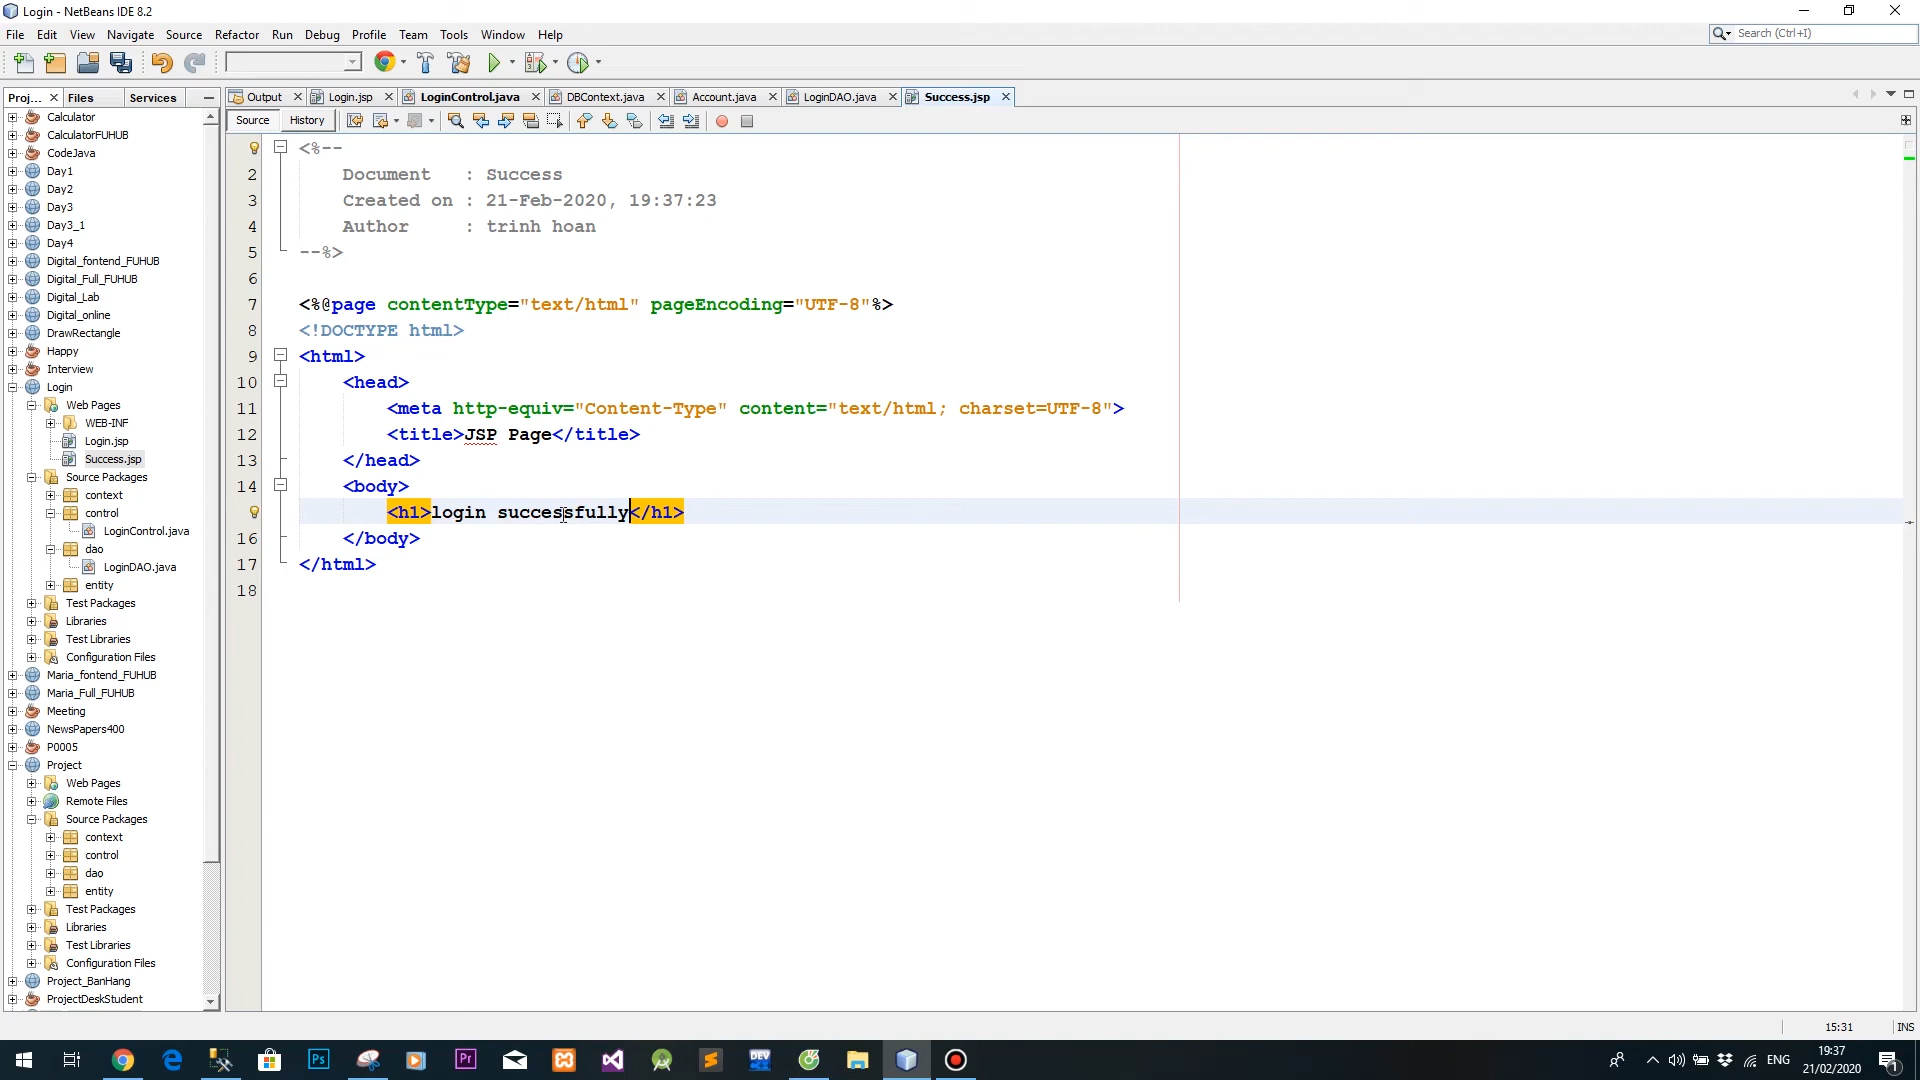 Login - NetBeans IDE 8.2
File Edit View Navigate Source Refactor Run Debug Profile Team Tools Window Help
Search (Ctrl+I)
Proj... Files Services
Output Login.jsp LoginControl.java DBContext.java Account.java LoginDAO.java Success.jsp
Source History
Calculator
CalculatorFUHUB
CodeJava
Day1
Day2
Day3
Day3_1
Day4
Digital_fontend_FUHUB
Digital_Full_FUHUB
Digital_Lab
Digital_online
DrawRectangle
Happy
Interview
Login
Web Pages
WEB-INF
Login.jsp
Success.jsp
Source Packages
context
control
LoginControl.java
dao
LoginDAO.java
entity
Test Packages
Libraries
Test Libraries
Configuration Files
Maria_fontend_FUHUB
Maria_Full_FUHUB
Meeting
NewsPapers400
P0005
Project
Web Pages
Remote Files
Source Packages
context
control
dao
entity
Test Packages
Libraries
Test Libraries
Configuration Files
Project_BanHang
ProjectDeskStudent
<%--
2 Document : Success
3 Created on : 21-Feb-2020, 19:37:23
4 Author : trinh hoan
5 --%>
6
7 <%@page contentType="text/html" pageEncoding="UTF-8"%>
8 <!DOCTYPE html>
9 <html>
10 <head>
11 <meta http-equiv="Content-Type" content="text/html; charset=UTF-8">
12 <title>JSP Page</title>
13 </head>
14 <body>
<h1>login successfully</h1>
16 </body>
17 </html>
18
15:31 INS
Ps Pr DEV
ENG
19:37
21/02/2020
1